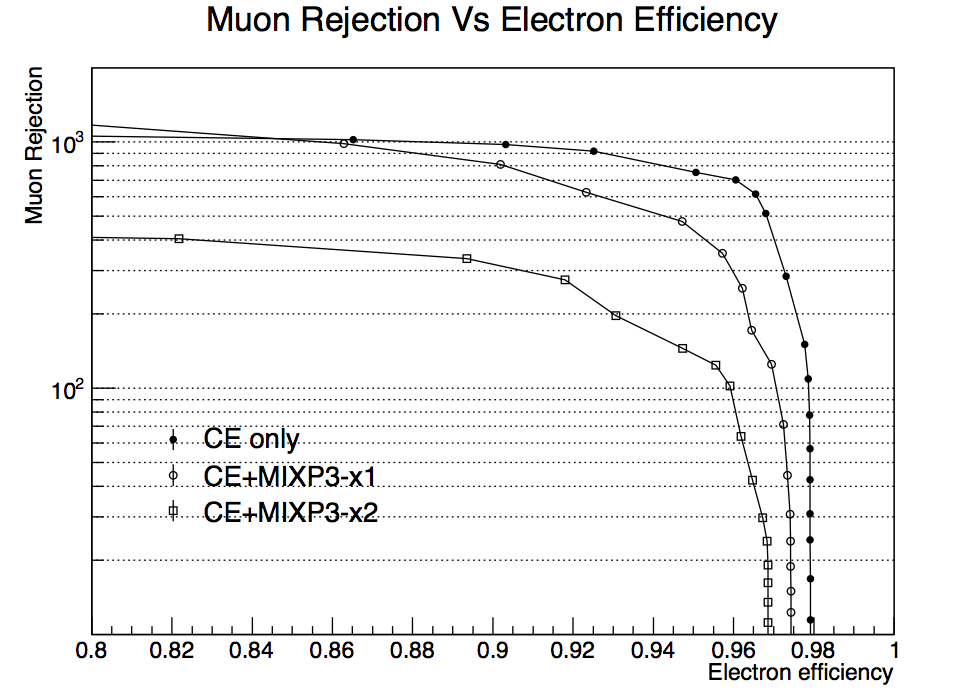 Muon Rejection Vs Electron Efficiency
Muon Rejection
10³
10²
CE only
CE+MIXP3-x1
CE+MIXP3-x2
0.8 0.82 0.84 0.86 0.88 0.9 0.92 0.94 0.96 0.98 1
Electron efficiency